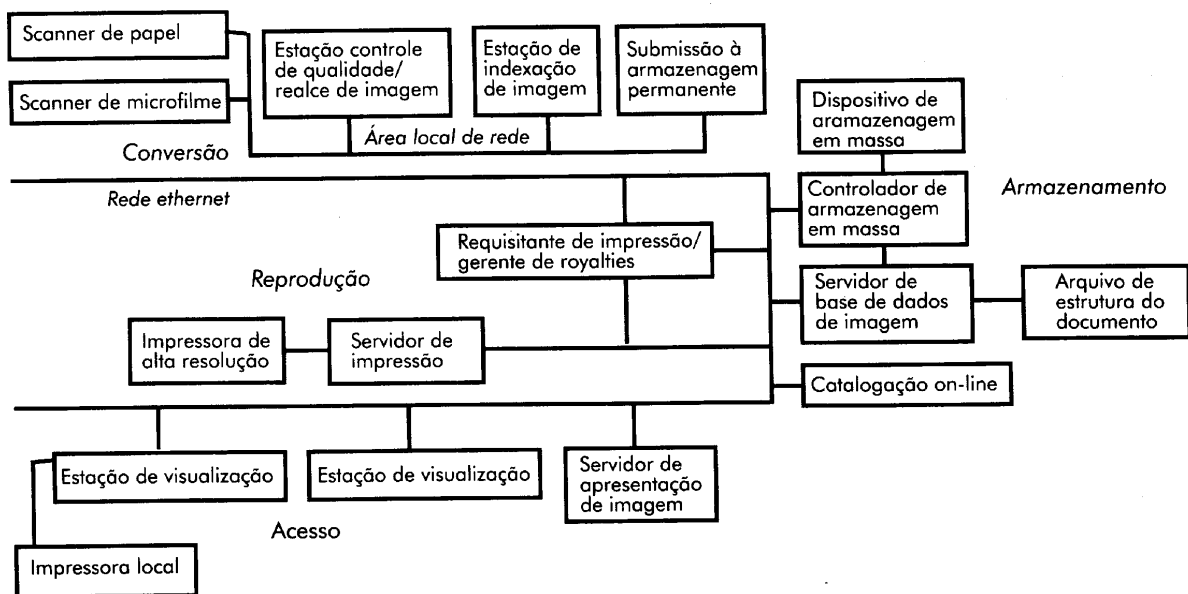 Scanner de papel
Scanner de microfilme
Estação controle
de qualidade/
realce de imagem
Estação de
indexação
de imagem
Submissão à
armazenagem
permanente
Área local de rede
Conversão
Dispositivo de
aramazenagem
em massa
Rede ethernet
Controlador de
armazenagem
em massa
Armazenamento
Requisitante de impressão/
gerente de royalties
Reprodução
Servidor de
base de dados
de imagem
Arquivo de
estrutura do
documento
Impressora de
alta resolução
Servidor de
impressão
Catalogação on-line
Estação de visualização
Estação de visualização
Servidor de
apresentação
de imagem
Acesso
Impressora local